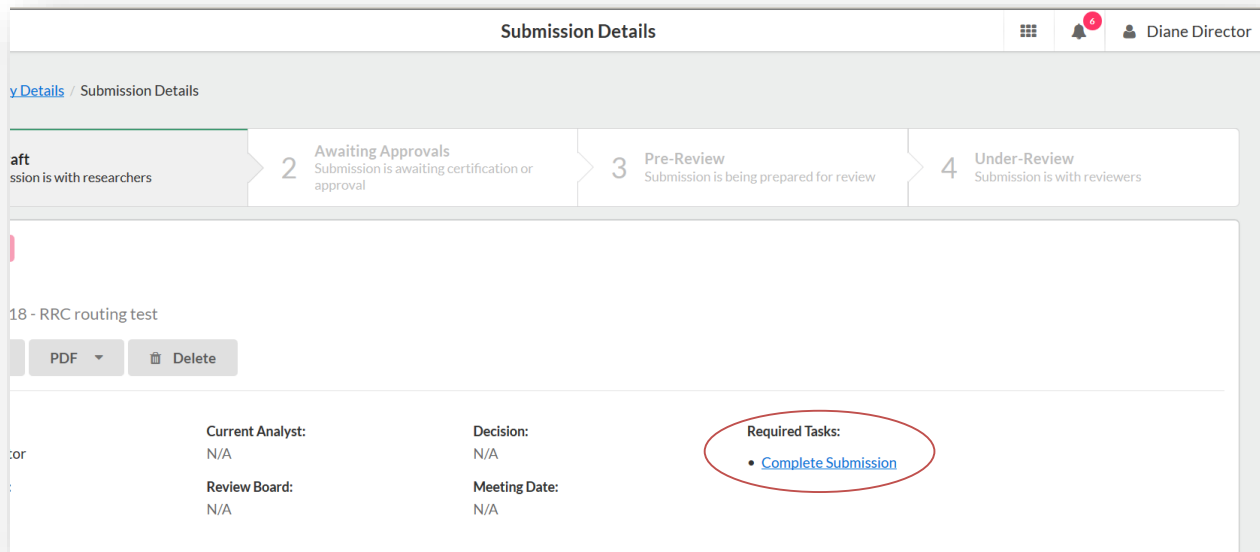 Submission Details
6
Diane Director
y Details / Submission Details
aft
ssion is with researchers
2
Awaiting Approvals
Submission is awaiting certification or
approval
3
Pre-Review
Submission is being prepared for review
4
Under-Review
Submission is with reviewers
18 - RRC routing test
PDF
Delete
Current Analyst:
Decision:
Required Tasks:
tor
N/A
N/A
• Complete Submission
:
Review Board:
Meeting Date:
N/A
N/A